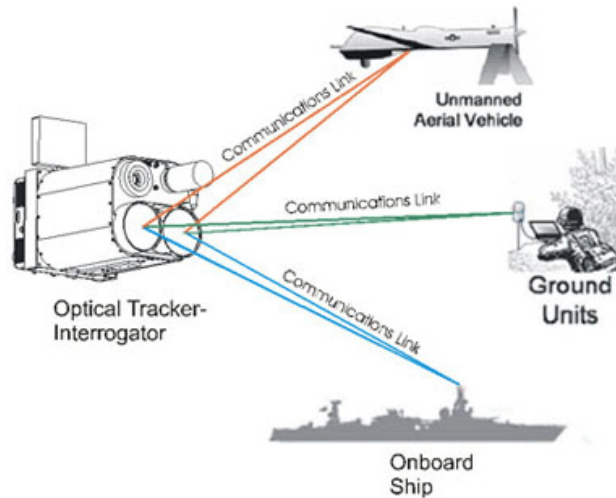 Unmanned
Aerial Vehicle
Communications Link
Communications Link
Ground
Units
Optical Tracker-
Interrogator
Communications Link
Onboard
Ship